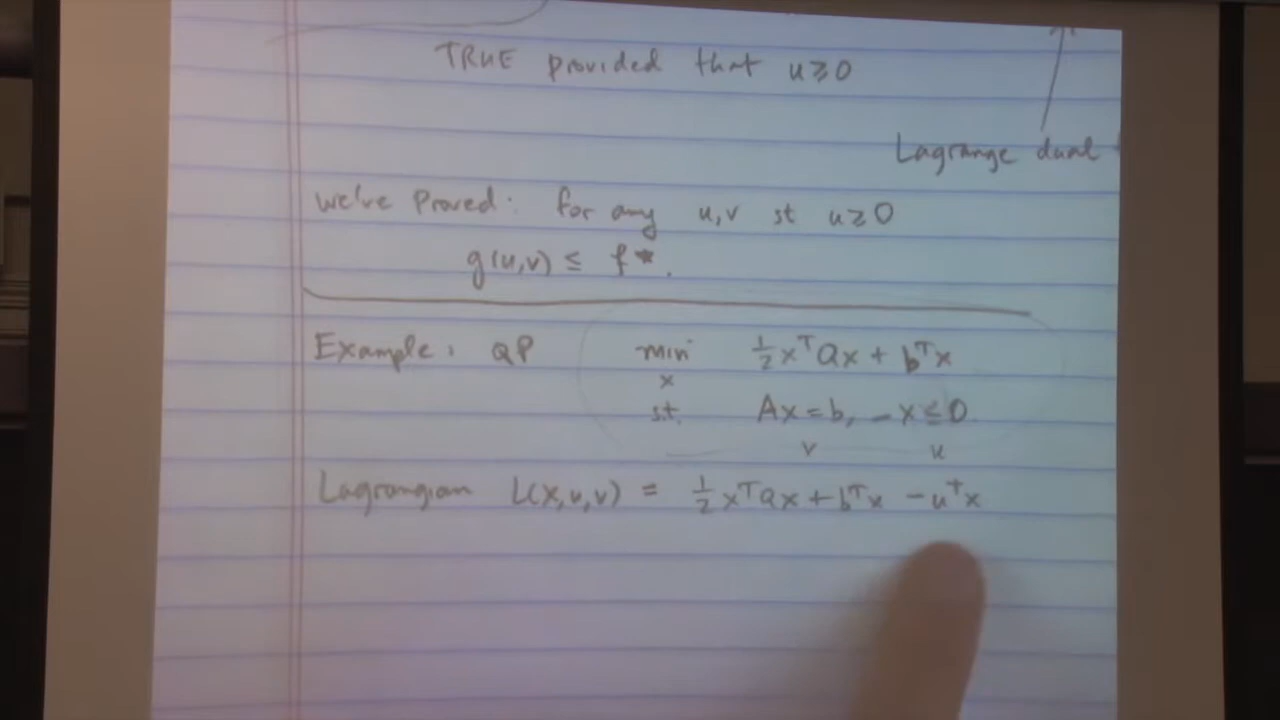 TRUE provided that u≥0
Lagrange dual
we've Proved: for any u,v st u≥0
g(u,v) ≤ f*.
Example: QP min ½xᵀQx + bᵀx
x
st. Ax=b, -x≤0.
v u
Lagrangian L(x,u,v) = ½xᵀQx+bᵀx -uᵀx